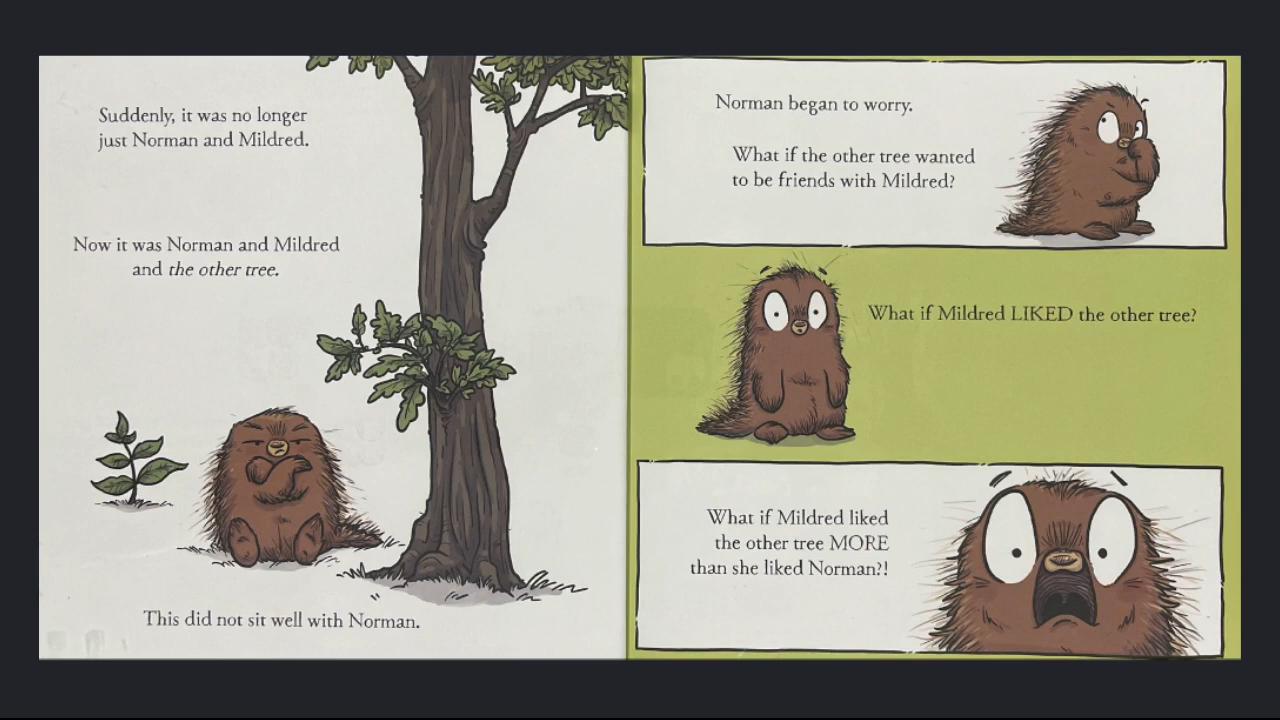 Suddenly, it was no longer
just Norman and Mildred.
Now it was Norman and Mildred
and the other tree.
This did not sit well with Norman.
Norman began to worry.
What if the other tree wanted
to be friends with Mildred?
What if Mildred LIKED the other tree?
What if Mildred liked
the other tree MORE
than she liked Norman?!